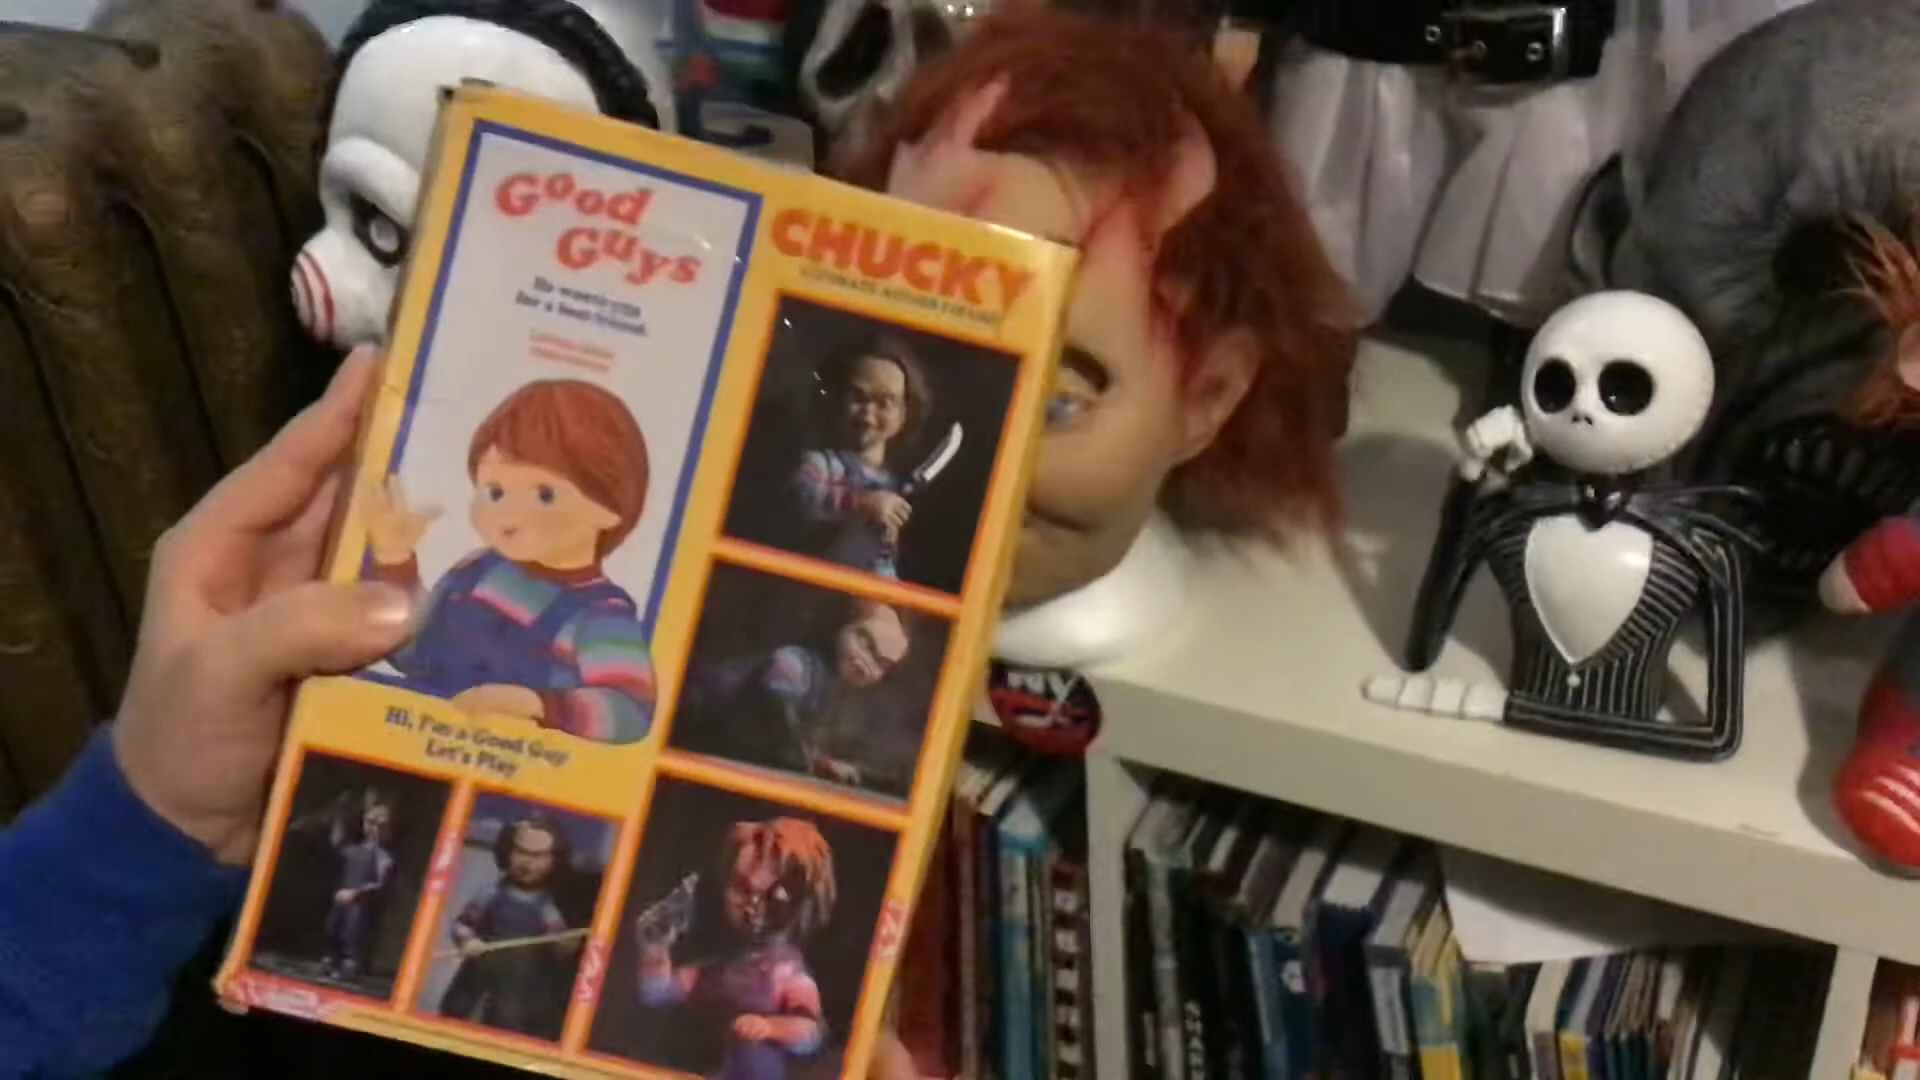 Good
Guys
He wants you
for a best friend.
CHUCKY
ULTIMATE ACTION FIGURE
Hi, I'm a Good Guy
Let's Play